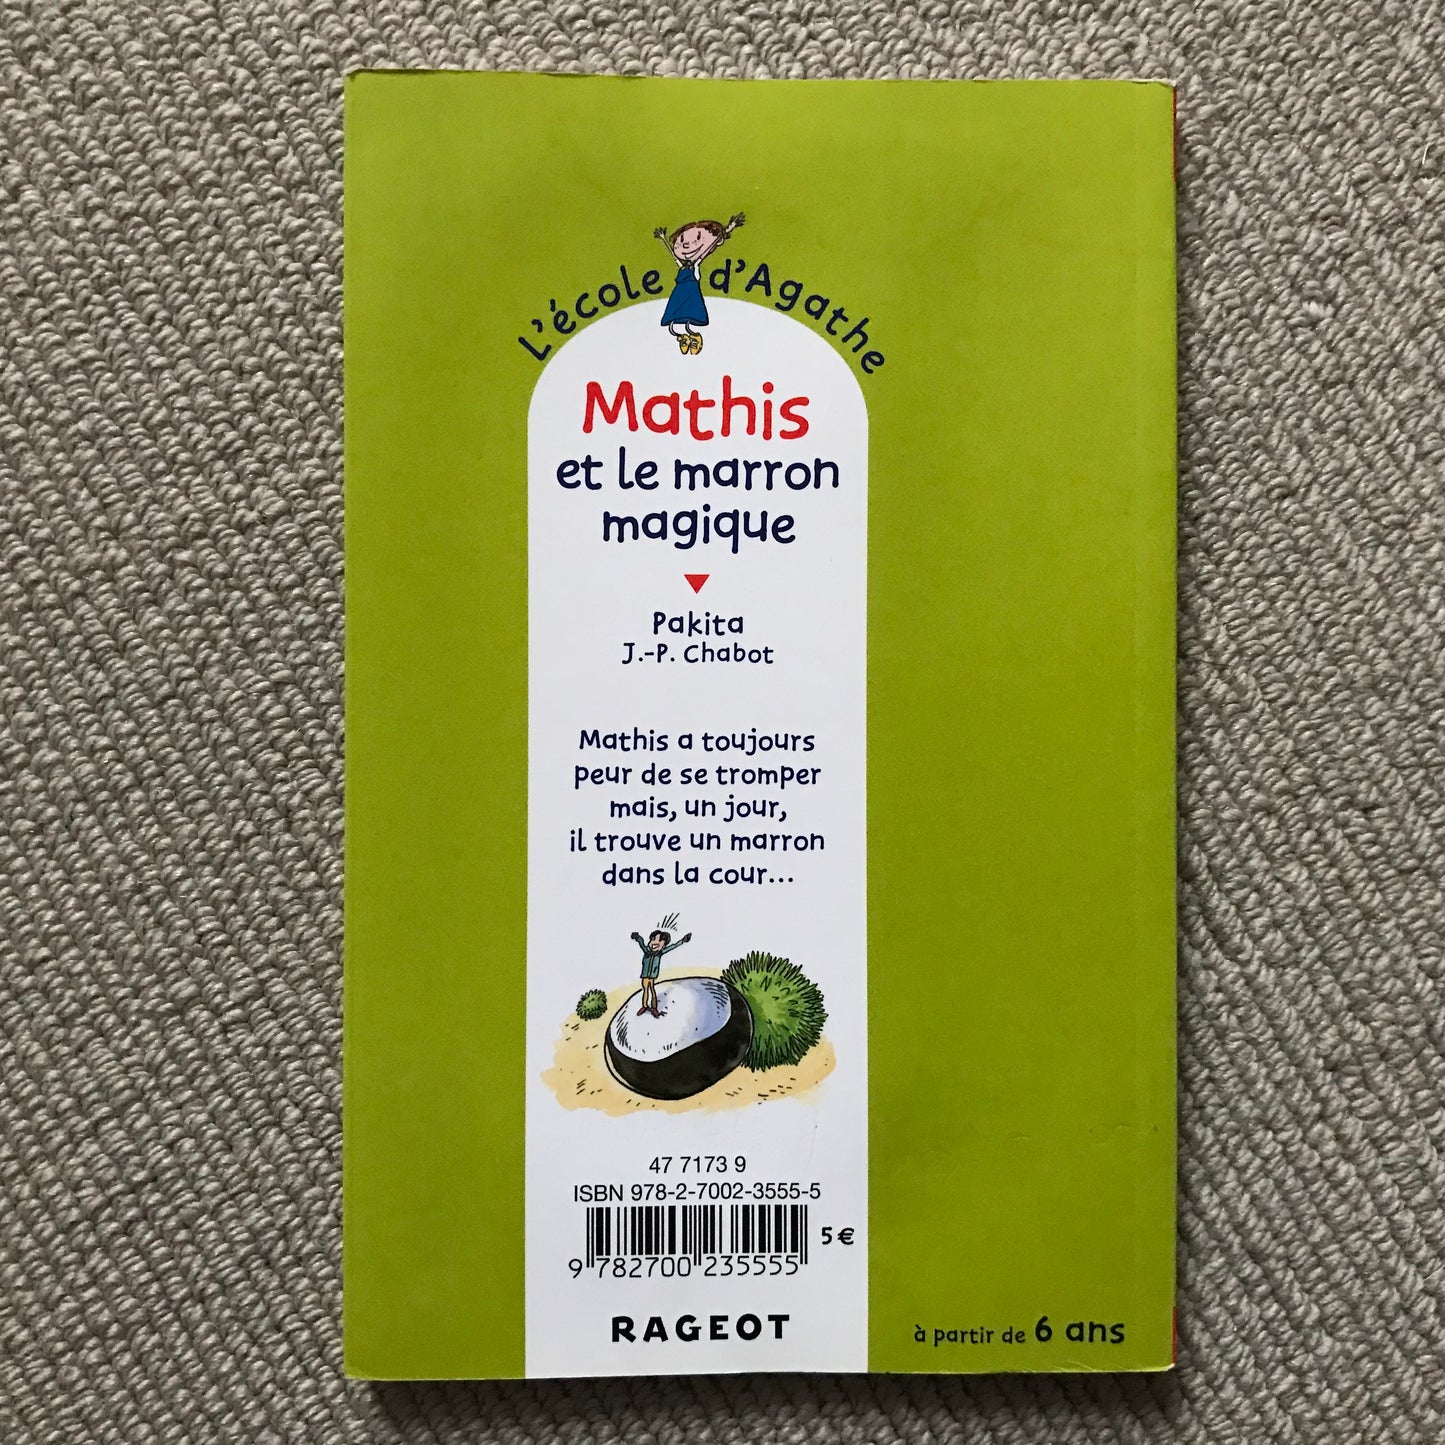 L'école d'Agathe
Mathis
et le marron
magique
Pakita
J.-P. Chabot
Mathis a toujours
peur de se tromper
mais, un jour,
il trouve un marron
dans la cour...
47 7173 9
ISBN 978-2-7002-3555-5
5 €
9 782700 235555
RAGEOT
à partir de 6 ans